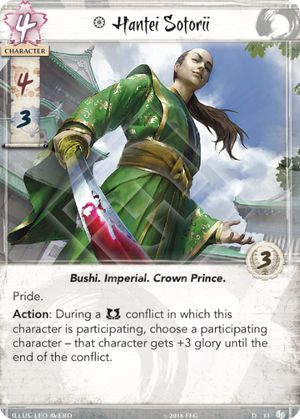 4
Hantei Sotorii
CHARACTER
4
3
3
Bushi. Imperial. Crown Prince.
Pride.
Action: During a conflict in which this
character is participating, choose a participating
character – that character gets +3 glory until the
end of the conflict.
ILLUS. LEO AVERO
© 2018 FFG
D 13